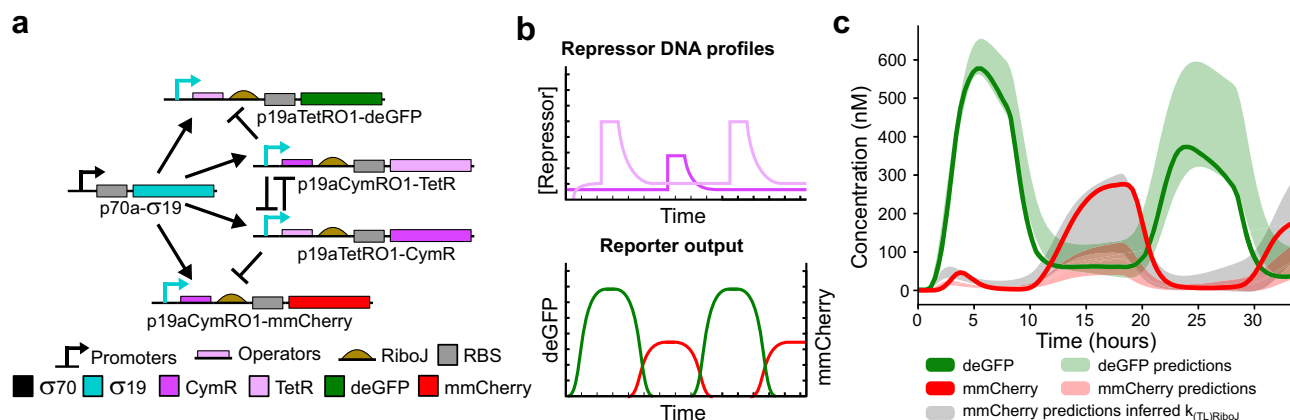 a
p19aTetRO1-deGFP
p19aCymRO1-TetR
p70a-σ19
p19aTetRO1-CymR
p19aCymRO1-mmCherry
Promoters Operators RiboJ RBS
σ70 σ19 CymR TetR deGFP mmCherry
b
Repressor DNA profiles
[Repressor]
Time
Reporter output
deGFP
mmCherry
Time
c
Concentration (nM)
600
500
400
300
200
100
0
0 5 10 15 20 25 30
Time (hours)
deGFP deGFP predictions
mmCherry mmCherry predictions
mmCherry predictions inferred k(TL)RiboJ